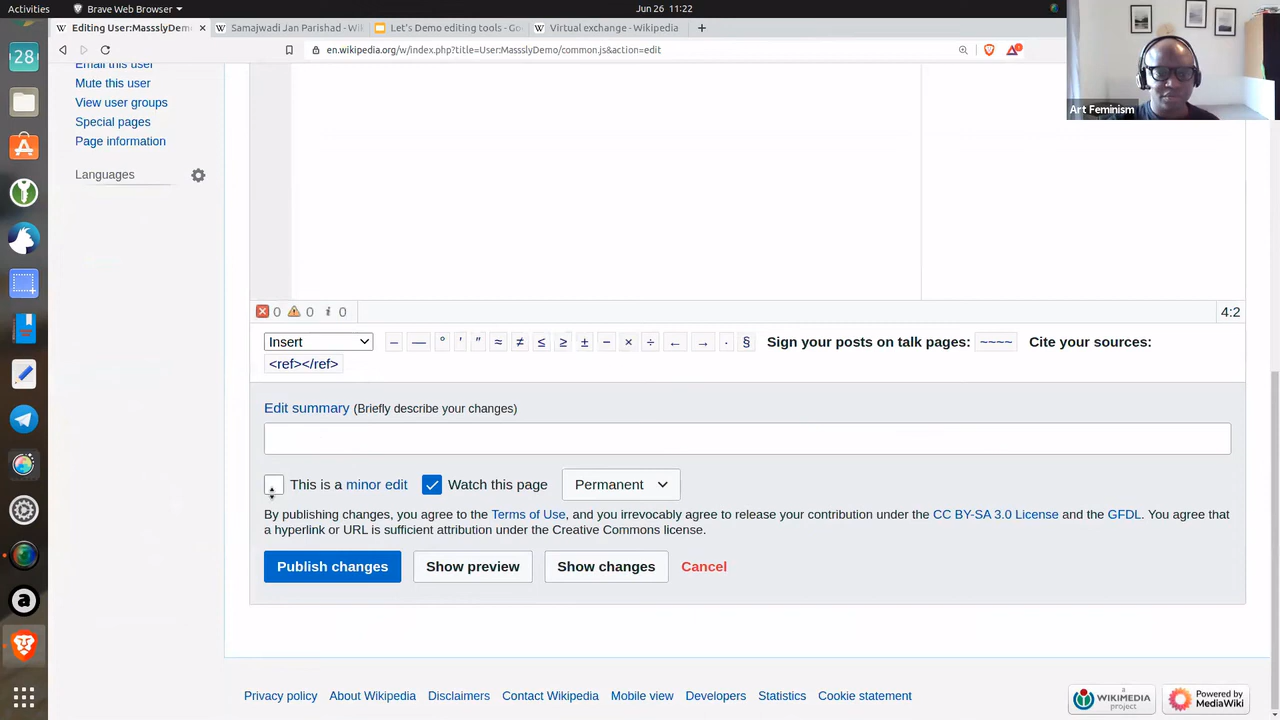 Activities
Brave Web Browser
Jun 26 11:22
Editing User:MassslyDem
Samajwadi Jan Parishad - Wik
Let's Demo editing tools - Go
Virtual exchange - Wikipedia
en.wikipedia.org/w/index.php?title=User:MassslyDemo/common.js&action=edit
28
Art Feminism
Email this user
Mute this user
View user groups
Special pages
Page information
Languages
0 0 i 0
4:2
Insert – — ° ′ ″ ≈ ≠ ≤ ≥ ± − × ÷ ← → · § Sign your posts on talk pages: ~~~~ Cite your sources:
<ref></ref>
Edit summary (Briefly describe your changes)
This is a minor edit Watch this page Permanent
By publishing changes, you agree to the Terms of Use, and you irrevocably agree to release your contribution under the CC BY-SA 3.0 License and the GFDL. You agree that
a hyperlink or URL is sufficient attribution under the Creative Commons license.
Publish changes Show preview Show changes Cancel
Privacy policy About Wikipedia Disclaimers Contact Wikipedia Mobile view Developers Statistics Cookie statement
a
WIKIMEDIA
project
Powered by
MediaWiki